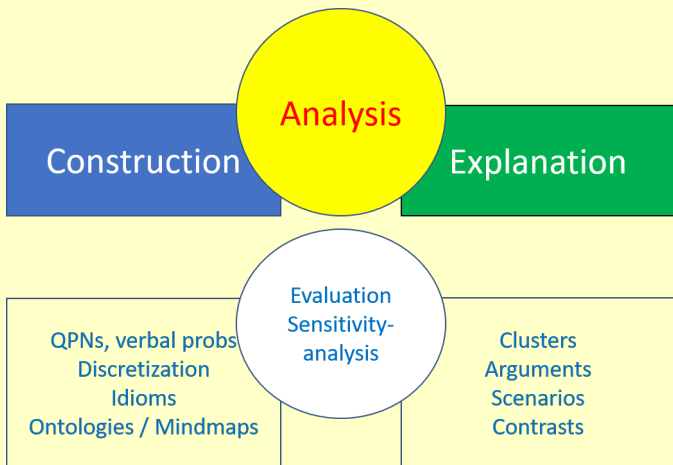 Construction
Analysis
Explanation
QPNs, verbal probs
Discretization
Idioms
Ontologies / Mindmaps
Evaluation
Sensitivity-
analysis
Clusters
Arguments
Scenarios
Contrasts